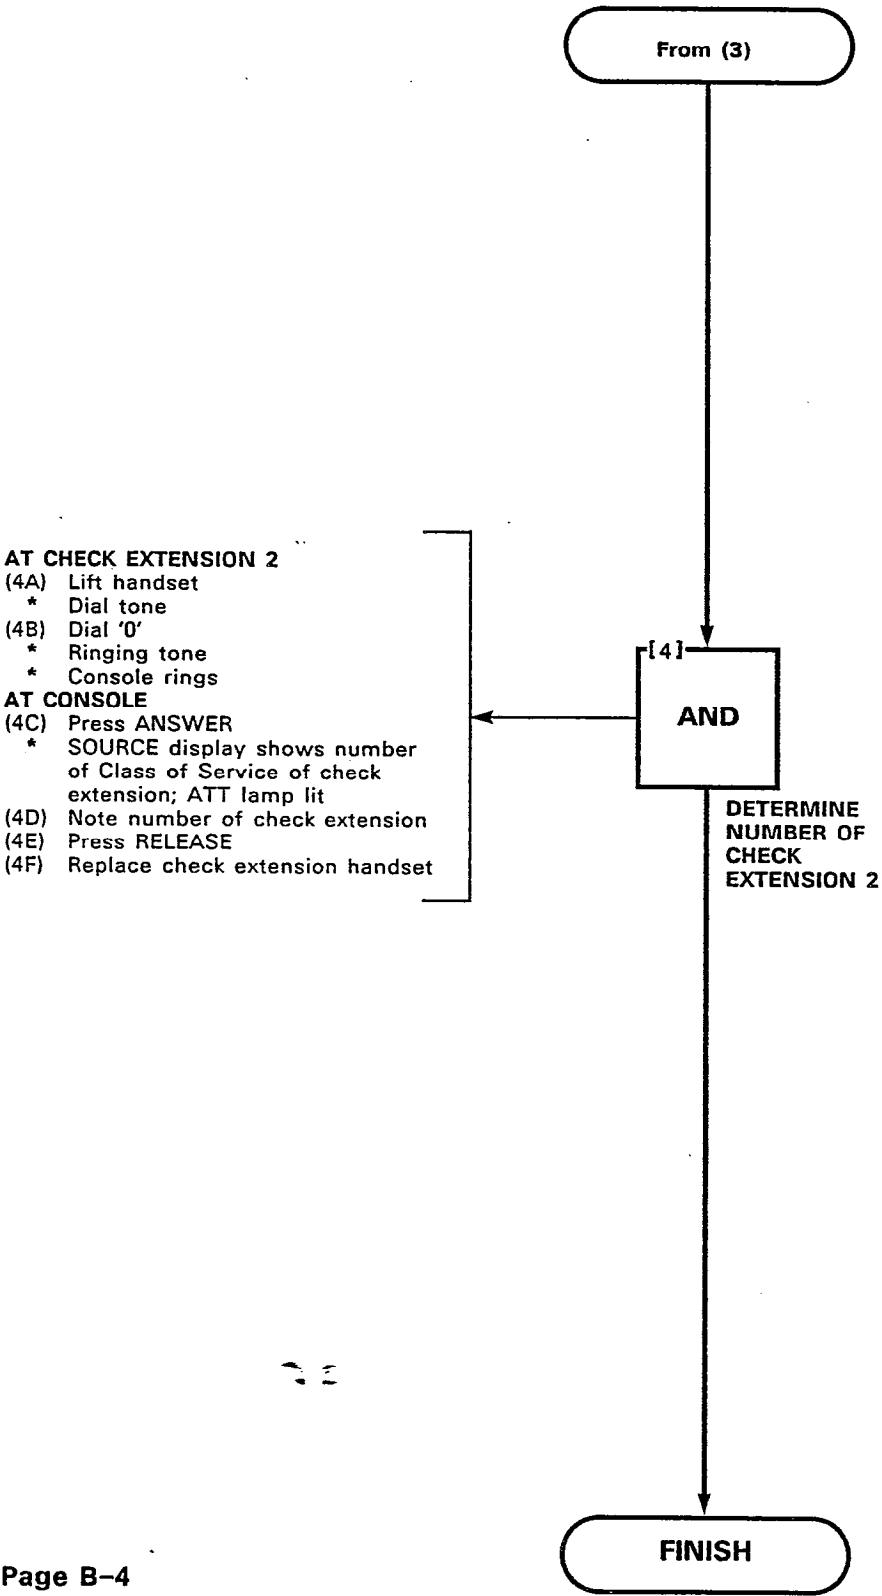 From (3)
AT CHECK EXTENSION 2
(4A) Lift handset
* Dial tone
(4B) Dial '0'
* Ringing tone
* Console rings
AT CONSOLE
(4C) Press ANSWER
* SOURCE display shows number
of Class of Service of check
extension; ATT lamp lit
(4D) Note number of check extension
(4E) Press RELEASE
(4F) Replace check extension handset
[4]
AND
DETERMINE
NUMBER OF
CHECK
EXTENSION 2
FINISH
Page B-4